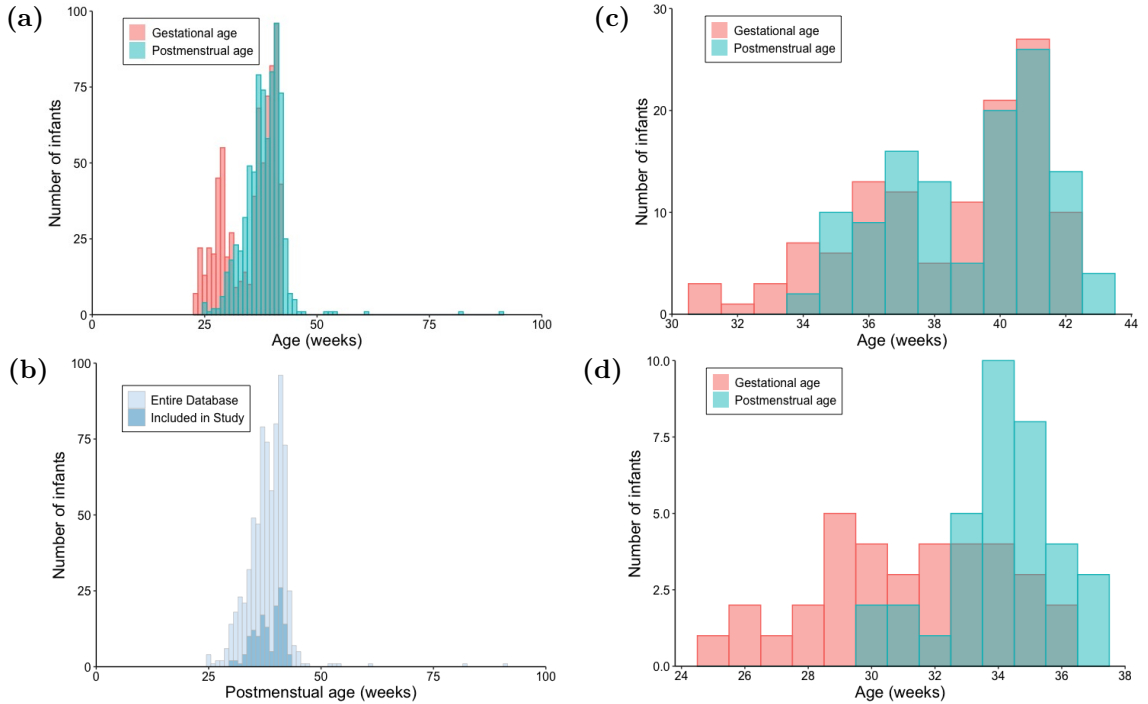 (a)
100
75
50
25
0
Number of infants
Gestational age
Postmenstrual age
0 25 50 75 100
Age (weeks)
(c)
30
20
10
0
Number of infants
Gestational age
Postmenstrual age
30 32 34 36 38 40 42 44
Age (weeks)
(b)
100
75
50
25
0
Number of infants
Entire Database
Included in Study
0 25 50 75 100
Postmenstual age (weeks)
(d)
10.0
7.5
5.0
2.5
0.0
Number of infants
Gestational age
Postmenstrual age
24 26 28 30 32 34 36 38
Age (weeks)